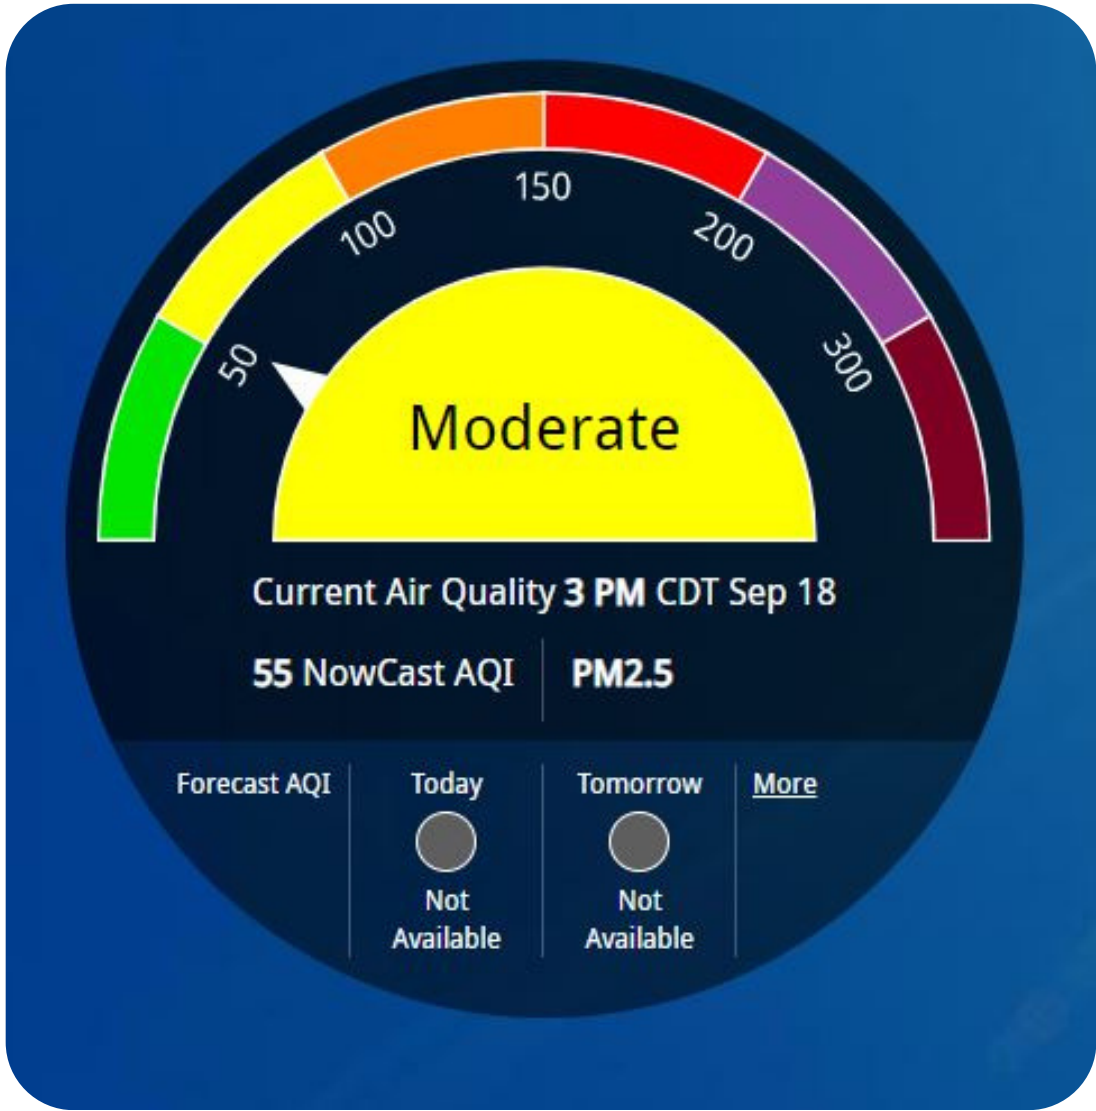 150
100
200
50
300
Moderate
Current Air Quality 3 PM CDT Sep 18
55 NowCast AQI
PM2.5
Forecast AQI
Today
Not
Available
Tomorrow
Not
Available
More